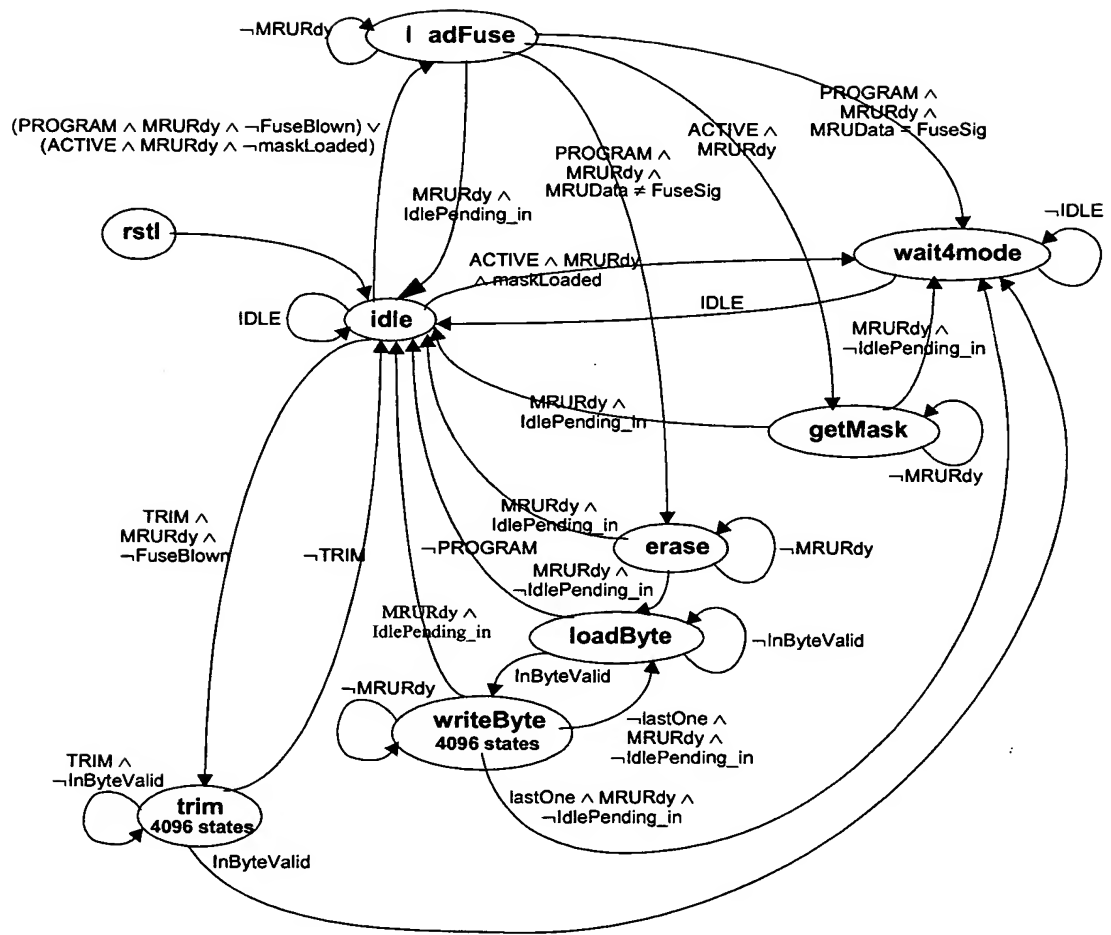 ¬MRURdy
l adFuse
(PROGRAM ∧ MRURdy ∧ ¬FuseBlown) ∨
(ACTIVE ∧ MRURdy ∧ ¬maskLoaded)
PROGRAM ∧
MRURdy ∧
MRUData = FuseSig
ACTIVE ∧
MRURdy
PROGRAM ∧
MRURdy ∧
MRUData ≠ FuseSig
MRURdy ∧
IdlePending_in
rstl
¬IDLE
wait4mode
ACTIVE ∧ MRURdy
∧ maskLoaded
IDLE
idle
IDLE
MRURdy ∧
¬IdlePending_in
MRURdy ∧
IdlePending_in
getMask
¬MRURdy
TRIM ∧
MRURdy ∧
¬FuseBlown
¬TRIM
MRURdy ∧
IdlePending_in
erase
¬MRURdy
¬PROGRAM
MRURdy ∧
¬IdlePending_in
MRURdy ∧
IdlePending_in
loadByte
¬InByteValid
InByteValid
¬MRURdy
writeByte
4096 states
¬lastOne ∧
MRURdy ∧
¬IdlePending_in
TRIM ∧
¬InByteValid
trim
4096 states
lastOne ∧ MRURdy ∧
¬IdlePending_in
InByteValid